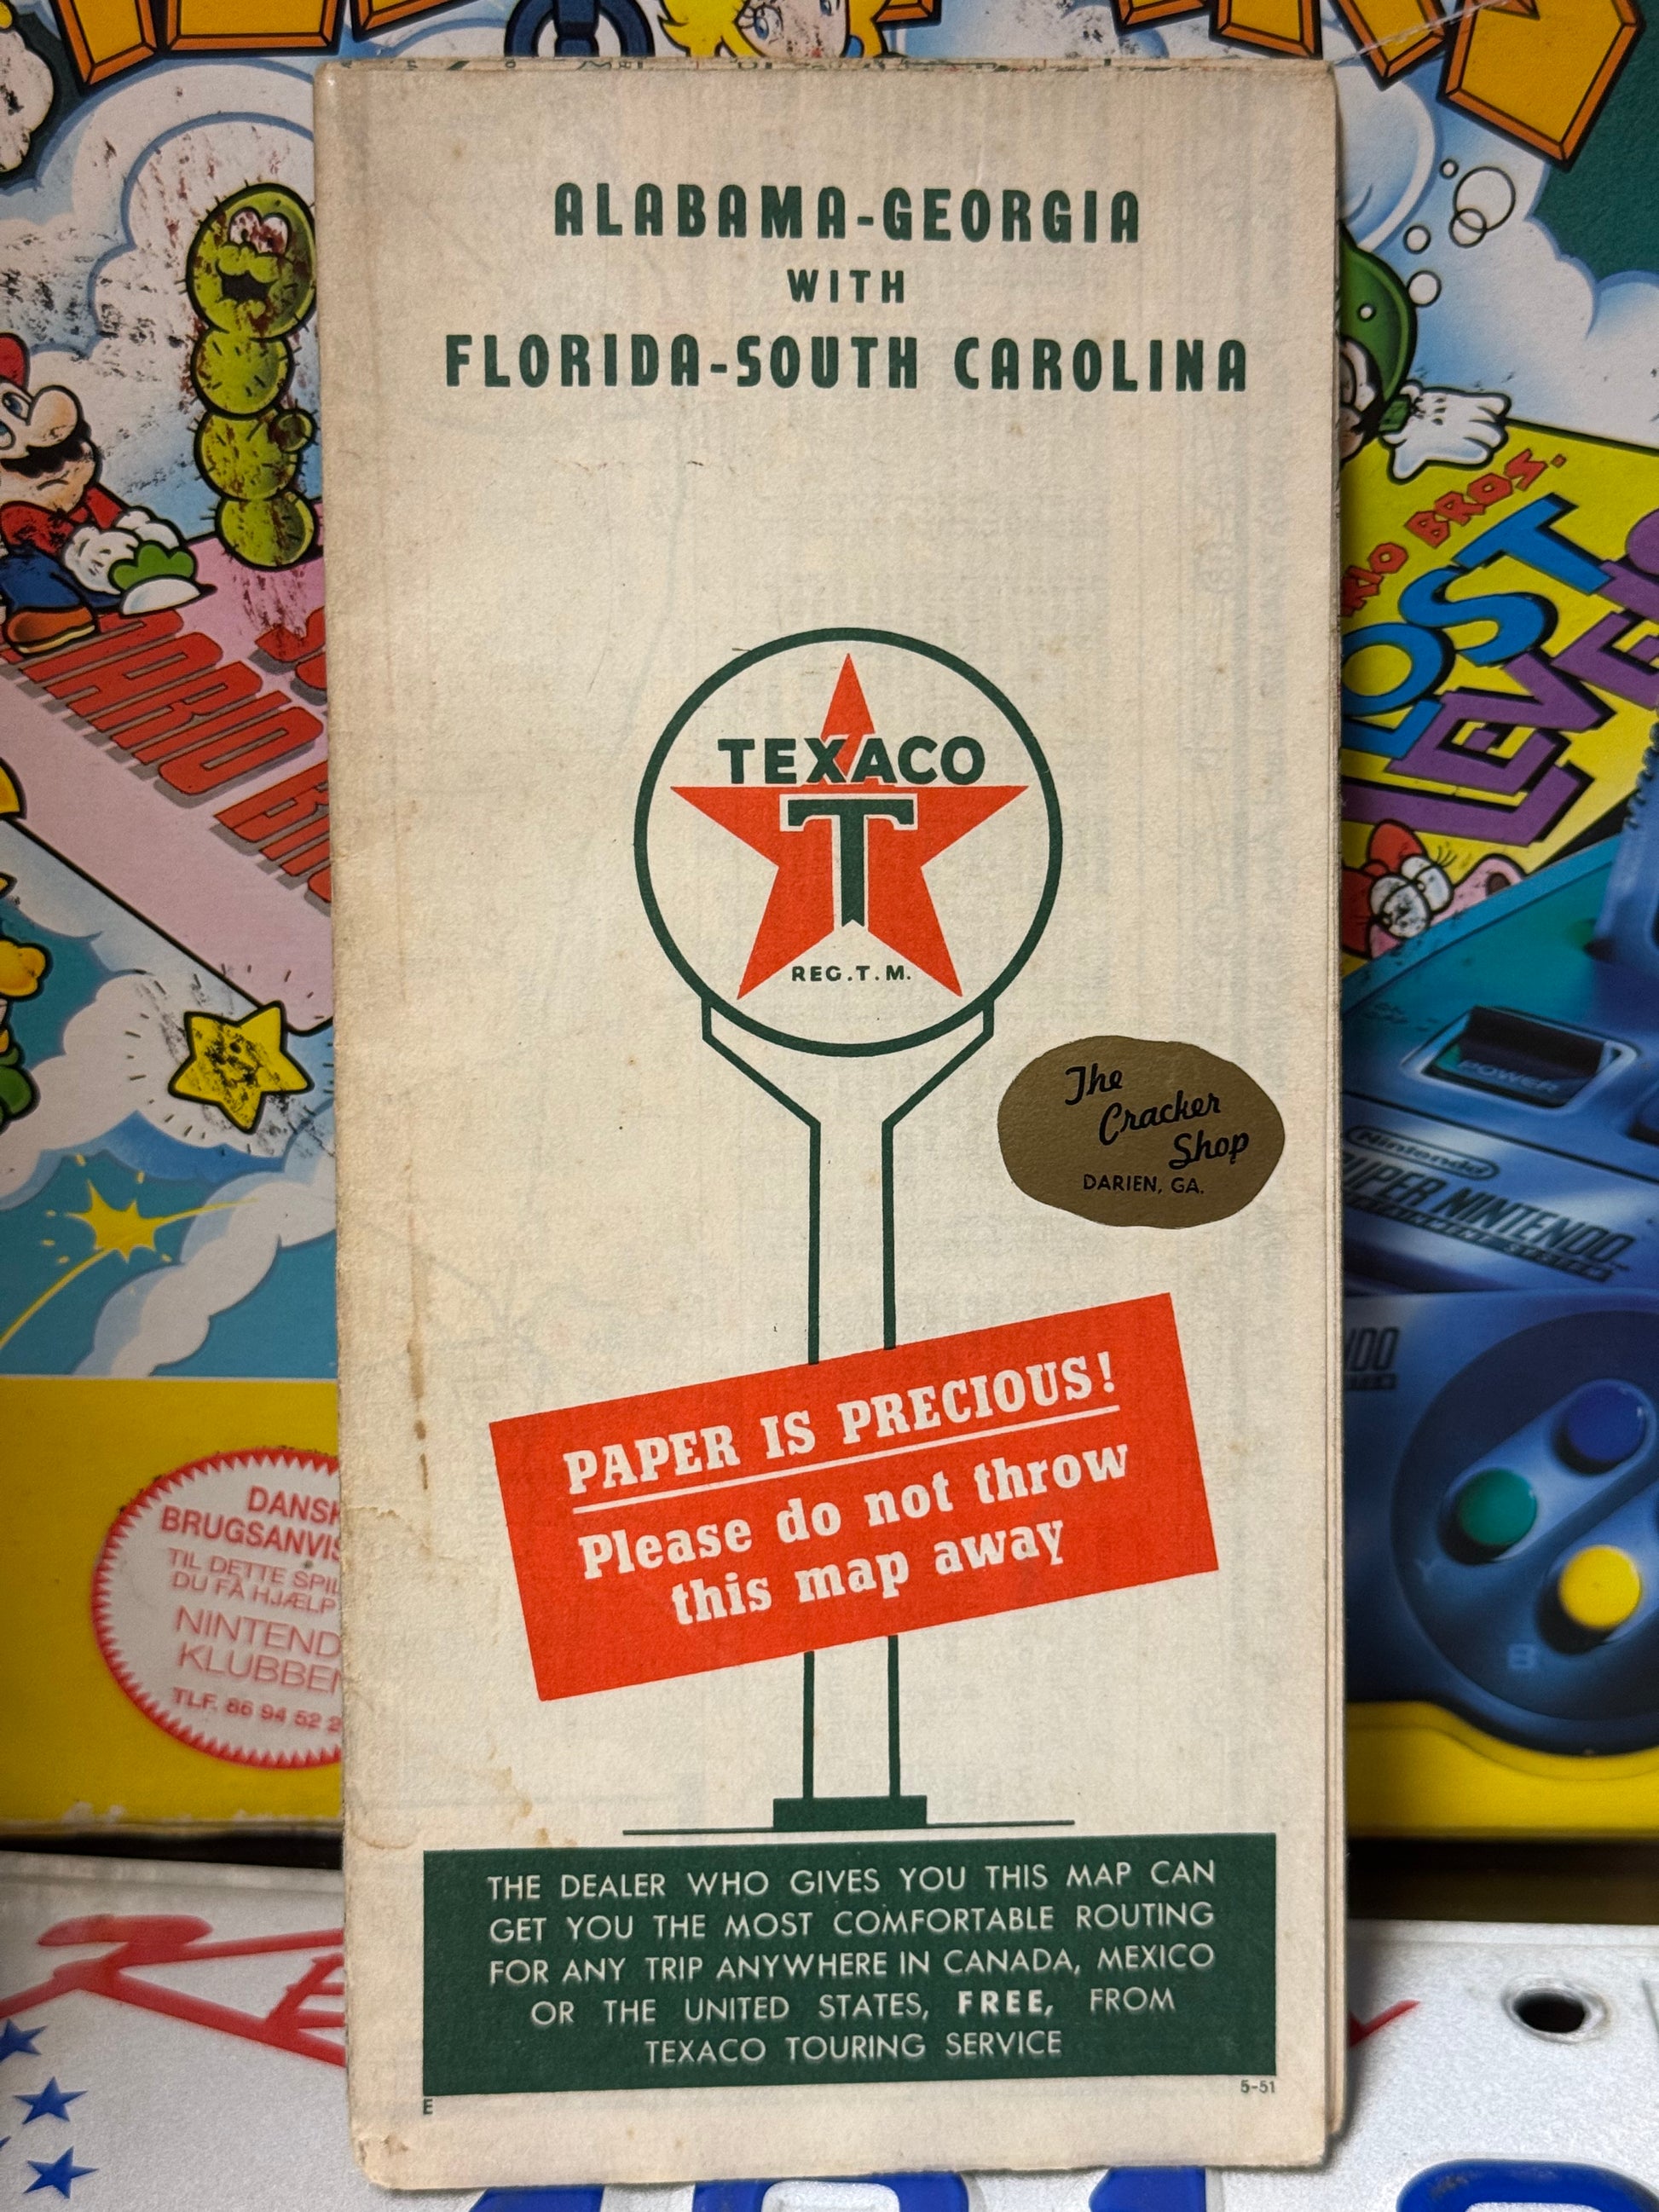 ALABAMA-GEORGIA
WITH
FLORIDA-SOUTH CAROLINA
TEXACO
T
REG. T. M.
The
Cracker
Shop
DARIEN, GA.
PAPER IS PRECIOUS!
Please do not throw
this map away
THE DEALER WHO GIVES YOU THIS MAP CAN
GET YOU THE MOST COMFORTABLE ROUTING
FOR ANY TRIP ANYWHERE IN CANADA, MEXICO
OR THE UNITED STATES, FREE, FROM
TEXACO TOURING SERVICE
E
5-51
MARIO
BROS.
LOST
LEVELS
POWER
Nintendo
SUPER NINTENDO
B
DANSK
BRUGSANVIS
TIL DETTE SPIL
DU FÅ HJÆLP
NINTEND
KLUBBEN
TLF. 86 94 52 2